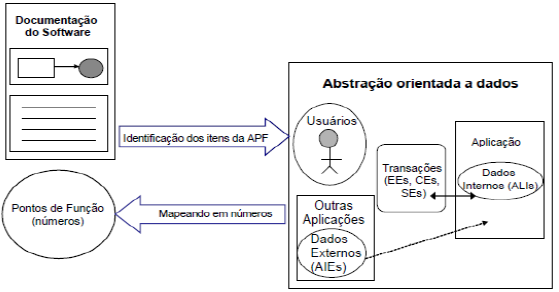 Documentação
do Software
Identificação dos itens da APF
Pontos de Função
(números)
Mapeando em números
Abstração orientada a dados
Usuários
Transações
(EEs, CEs,
SEs)
Aplicação
Dados
Internos (ALIs)
Outras
Aplicações
Dados
Externos
(AIEs)